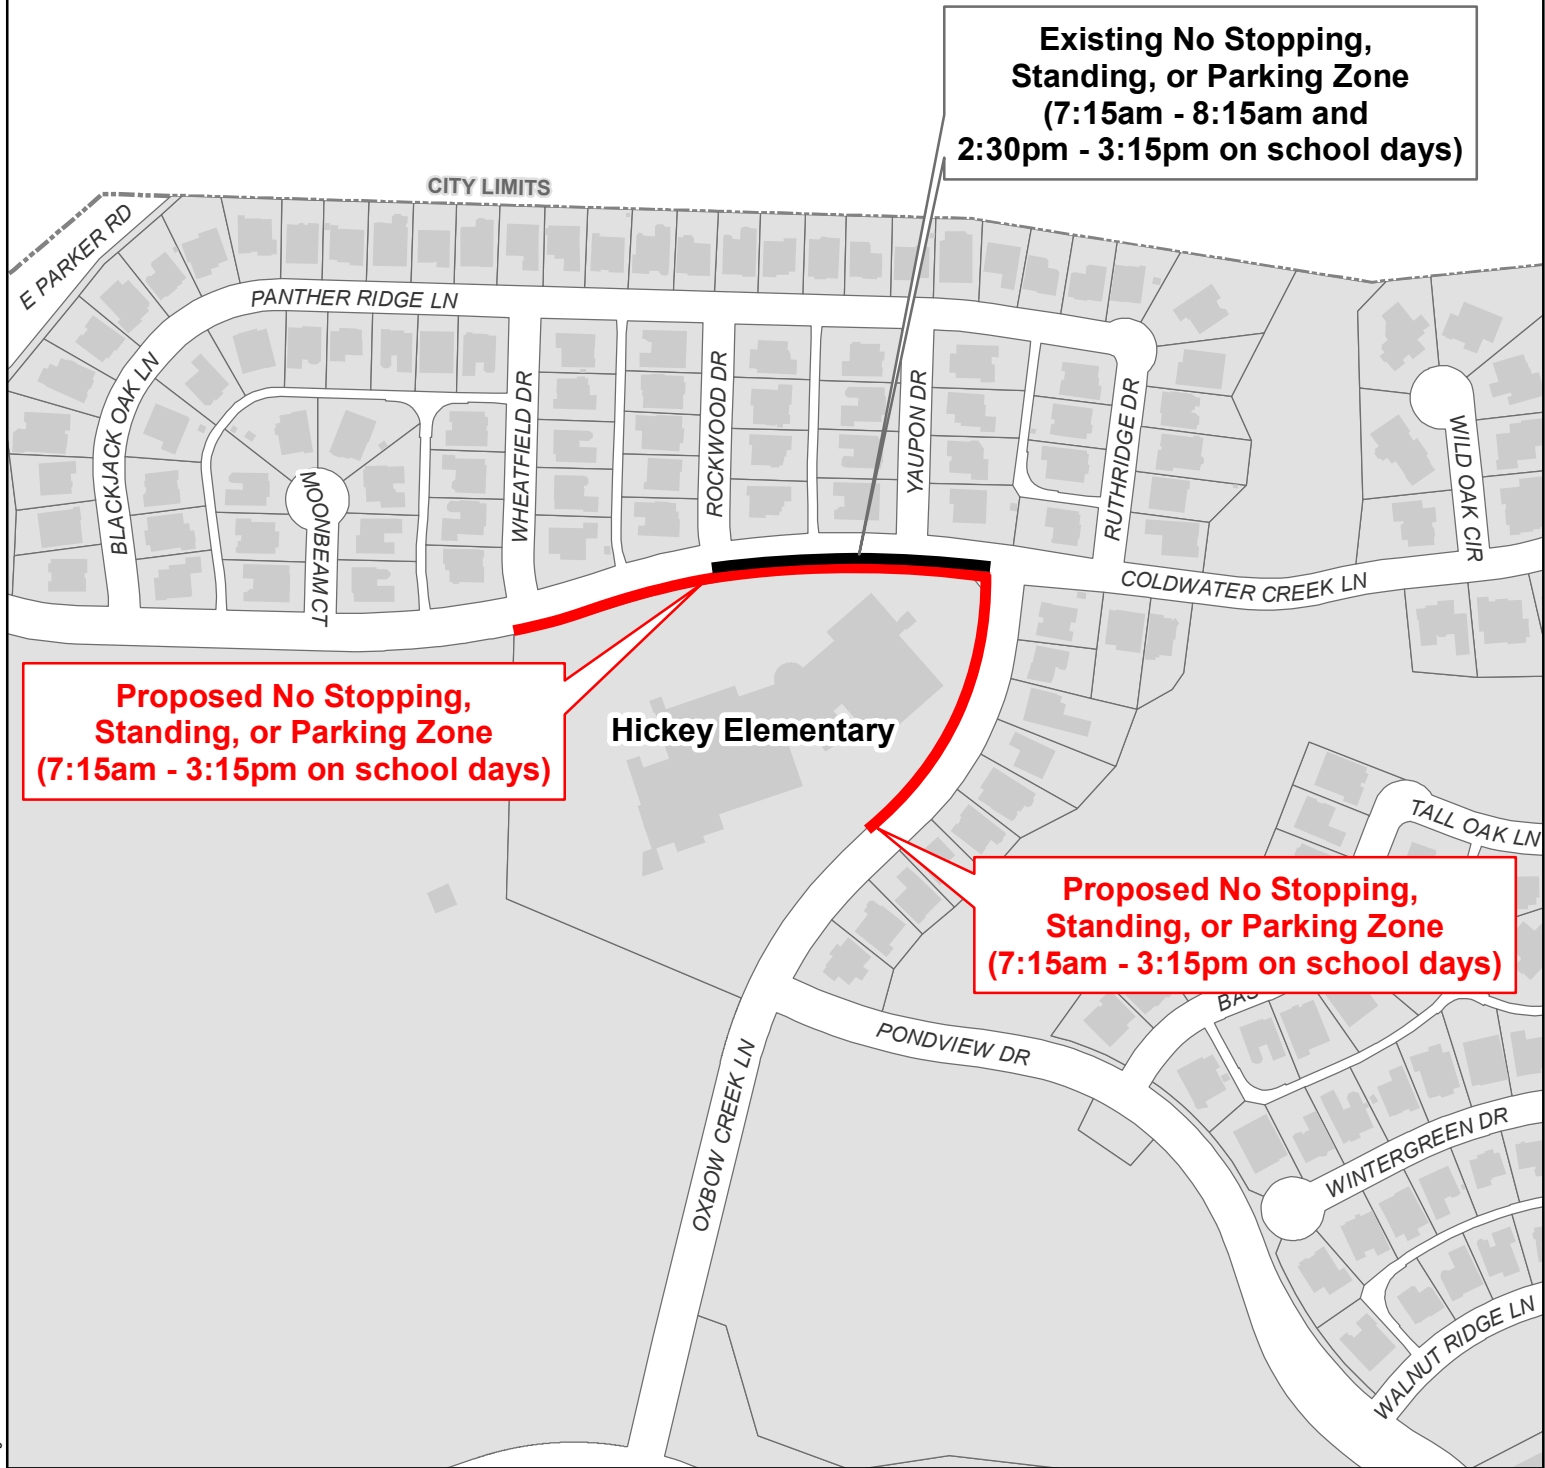 Existing No Stopping,
Standing, or Parking Zone
(7:15am - 8:15am and
2:30pm - 3:15pm on school days)
CITY LIMITS
E PARKER RD
PANTHER RIDGE LN
BLACKJACK OAK LN
MOONBEAM CT
WHEATFIELD DR
ROCKWOOD DR
YAUPON DR
RUTHRIDGE DR
WILD OAK CIR
COLDWATER CREEK LN
Proposed No Stopping,
Standing, or Parking Zone
(7:15am - 3:15pm on school days)
Hickey Elementary
TALL OAK LN
Proposed No Stopping,
Standing, or Parking Zone
(7:15am - 3:15pm on school days)
PONDVIEW DR
OXBOW CREEK LN
WINTERGREEN DR
WALNUT RIDGE LN